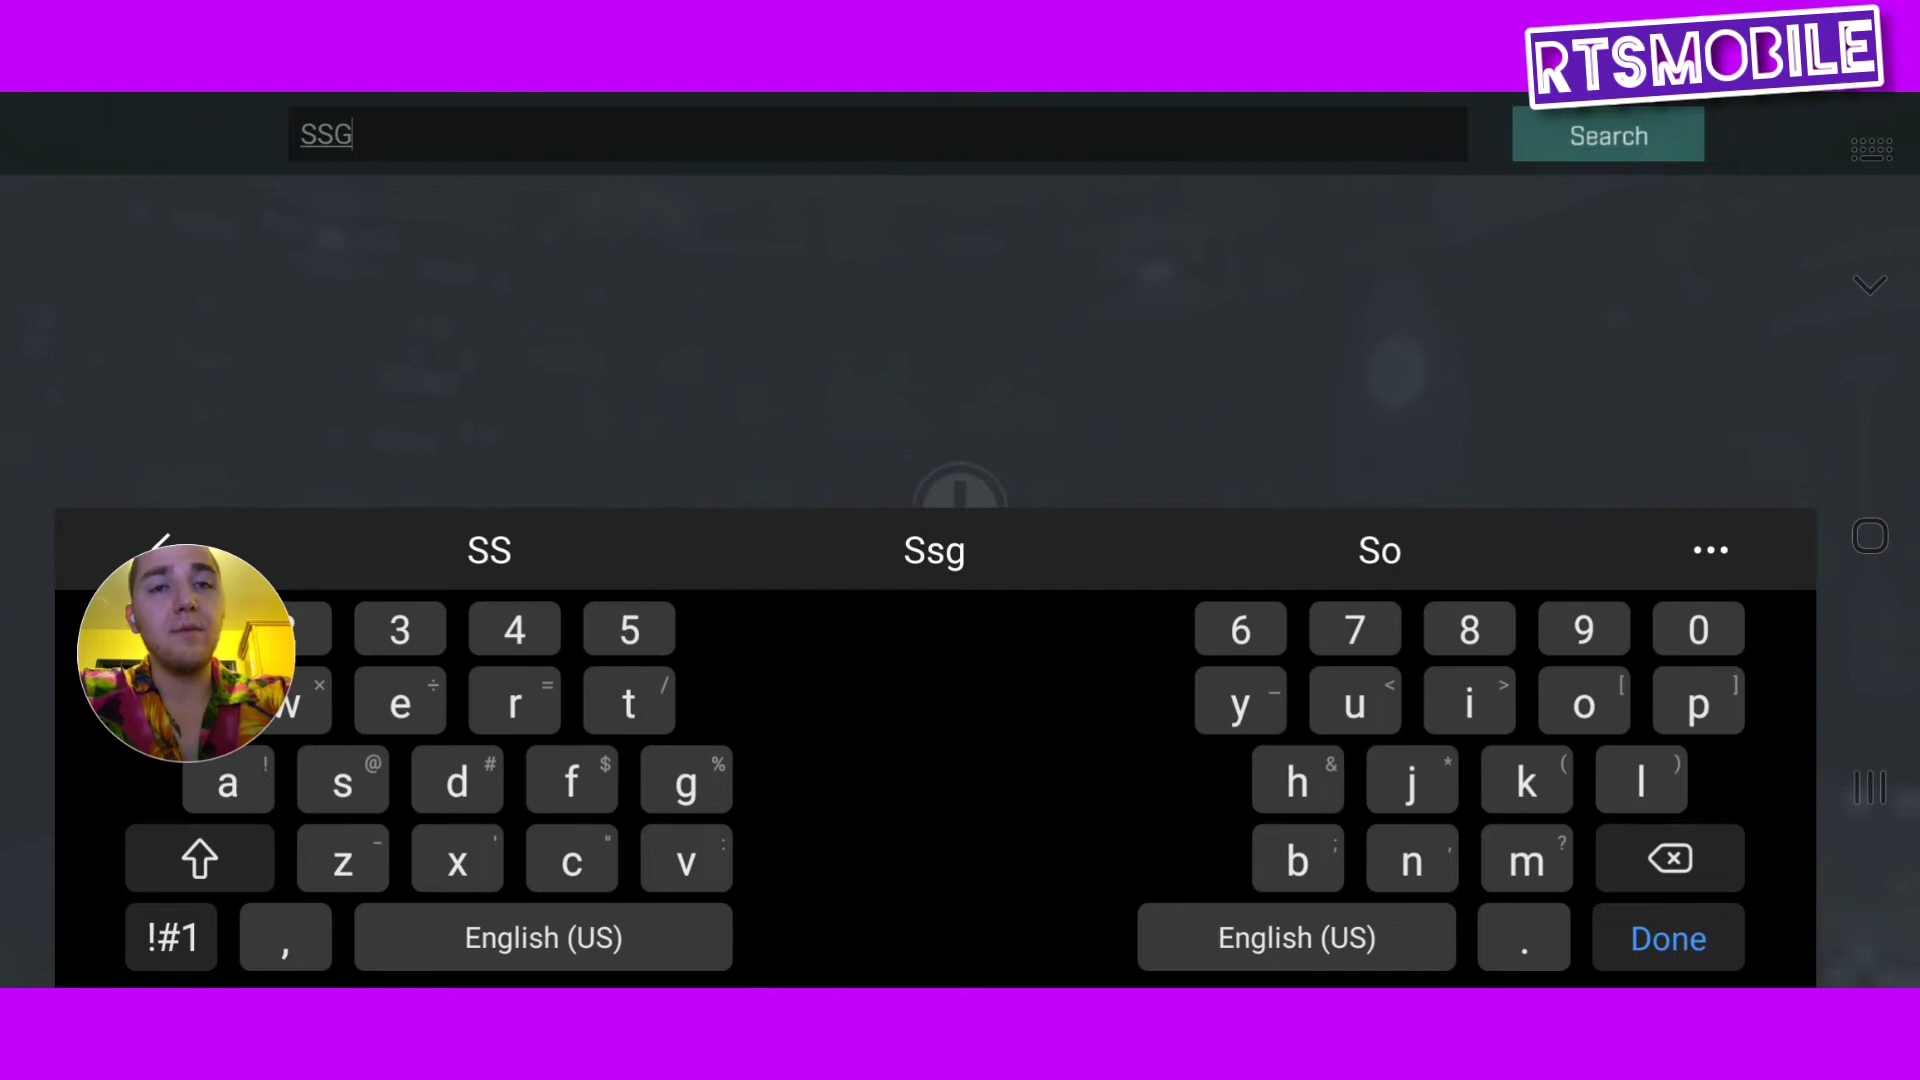 RTSMOBILE
SSG
Search
SS Ssg So
3 4 5 6 7 8 9 0
w × e ÷ r = t / y _ u < i > o [ p ]
a ! s @ d # f $ g % h & j * k ( l )
z - x ' c " v : b ; n , m ?
!#1 , English (US) English (US) . Done